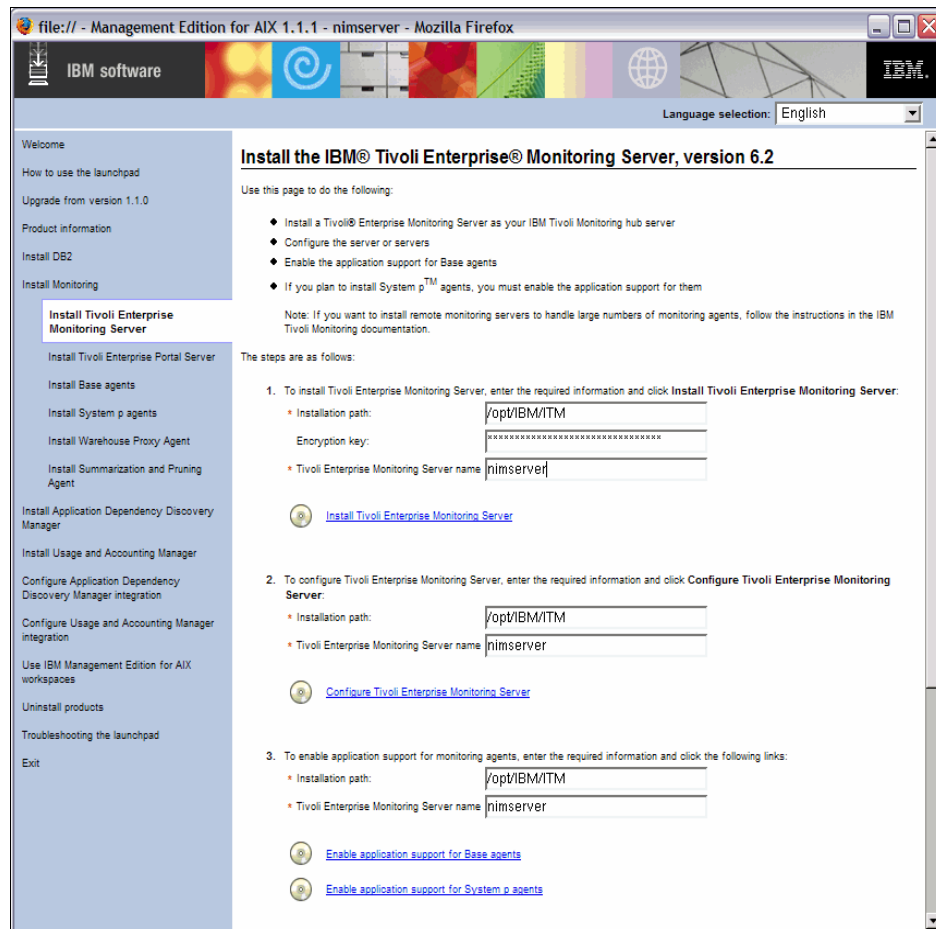 file:// - Management Edition for AIX 1.1.1 - nimserver - Mozilla Firefox
IBM software
IBM.
Language selection: English
Welcome
How to use the launchpad
Upgrade from version 1.1.0
Product information
Install DB2
Install Monitoring
Install Tivoli Enterprise
Monitoring Server
Install Tivoli Enterprise Portal Server
Install Base agents
Install System p agents
Install Warehouse Proxy Agent
Install Summarization and Pruning
Agent
Install Application Dependency Discovery
Manager
Install Usage and Accounting Manager
Configure Application Dependency
Discovery Manager integration
Configure Usage and Accounting Manager
integration
Use IBM Management Edition for AIX
workspaces
Uninstall products
Troubleshooting the launchpad
Exit
Install the IBM® Tivoli Enterprise® Monitoring Server, version 6.2
Use this page to do the following:
◆ Install a Tivoli® Enterprise Monitoring Server as your IBM Tivoli Monitoring hub server
◆ Configure the server or servers
◆ Enable the application support for Base agents
◆ If you plan to install System p™ agents, you must enable the application support for them
Note: If you want to install remote monitoring servers to handle large numbers of monitoring agents, follow the instructions in the IBM
Tivoli Monitoring documentation.
The steps are as follows:
1. To install Tivoli Enterprise Monitoring Server, enter the required information and click Install Tivoli Enterprise Monitoring Server:
* Installation path: /opt/IBM/ITM
Encryption key: ********************************
* Tivoli Enterprise Monitoring Server name nimserver
Install Tivoli Enterprise Monitoring Server
2. To configure Tivoli Enterprise Monitoring Server, enter the required information and click Configure Tivoli Enterprise Monitoring
Server:
* Installation path: /opt/IBM/ITM
* Tivoli Enterprise Monitoring Server name nimserver
Configure Tivoli Enterprise Monitoring Server
3. To enable application support for monitoring agents, enter the required information and click the following links:
* Installation path: /opt/IBM/ITM
* Tivoli Enterprise Monitoring Server name nimserver
Enable application support for Base agents
Enable application support for System p agents